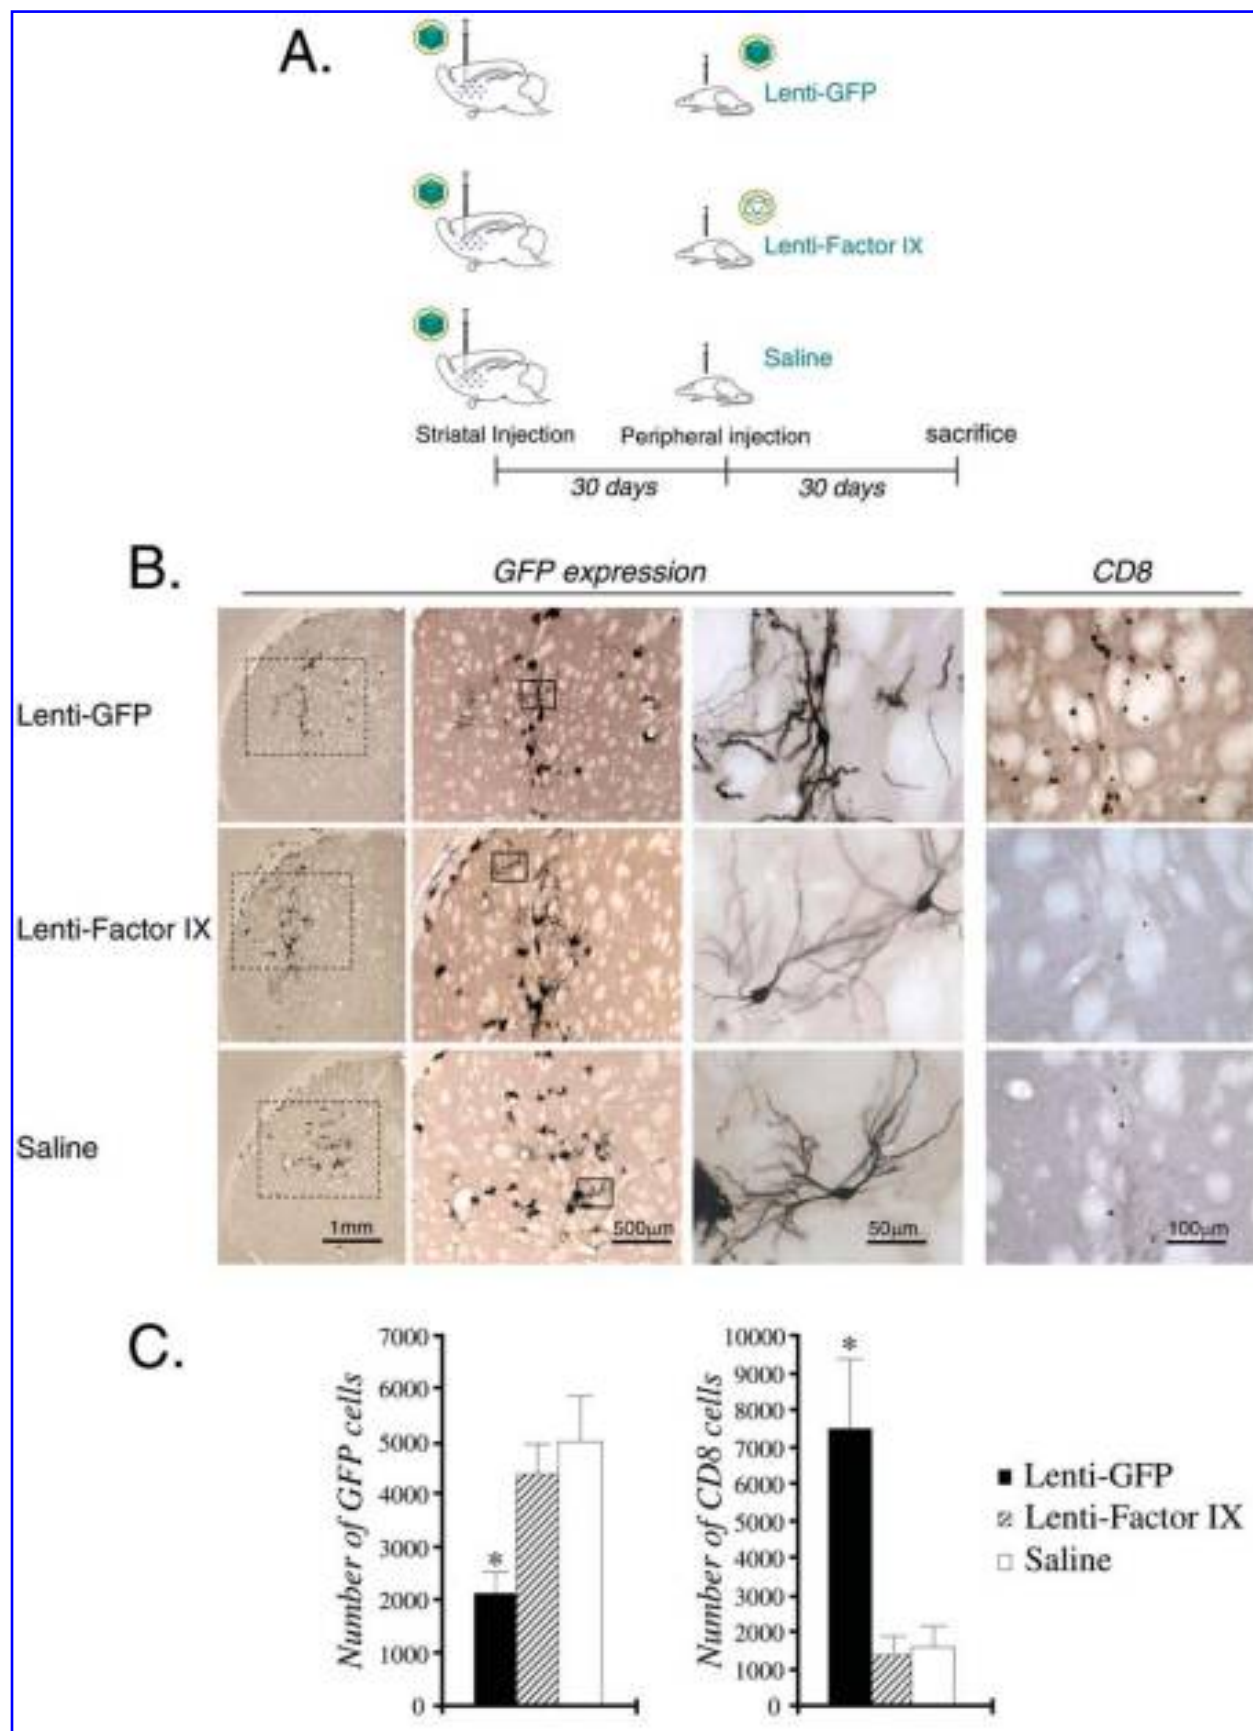 A.
Lenti-GFP
Lenti-Factor IX
Saline
Striatal Injection Peripheral injection sacrifice
30 days 30 days
B.
GFP expression CD8
Lenti-GFP
Lenti-Factor IX
Saline
1mm 500μm 50μm 100μm
C.
Number of GFP cells
7000
6000
5000
4000
3000
2000
1000
0
*
Number of CD8 cells
10000
9000
8000
7000
6000
5000
4000
3000
2000
1000
0
*
Lenti-GFP
Lenti-Factor IX
Saline